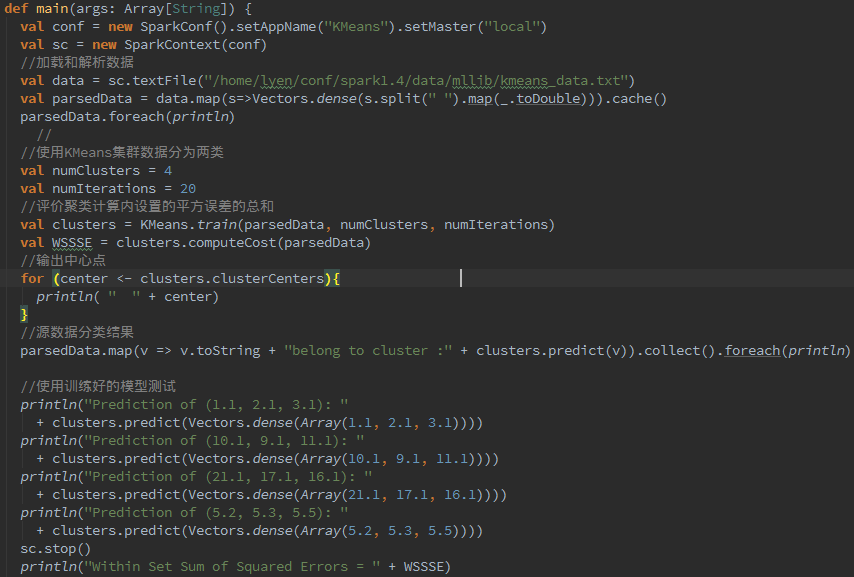 def main(args: Array[String]) {
val conf = new SparkConf().setAppName("KMeans").setMaster("local")
val sc = new SparkContext(conf)
//加载和解析数据
val data = sc.textFile("/home/lyen/conf/spark1.4/data/mllib/kmeans_data.txt")
val parsedData = data.map(s=>Vectors.dense(s.split(" ").map(_.toDouble))).cache()
parsedData.foreach(println)
//
//使用KMeans集群数据分为两类
val numClusters = 4
val numIterations = 20
//评价聚类计算内设置的平方误差的总和
val clusters = KMeans.train(parsedData, numClusters, numIterations)
val WSSSE = clusters.computeCost(parsedData)
//输出中心点
for (center <- clusters.clusterCenters){
println( "  " + center)
}
//源数据分类结果
parsedData.map(v => v.toString + "belong to cluster :" + clusters.predict(v)).collect().foreach(println)
//使用训练好的模型测试
println("Prediction of (1.1, 2.1, 3.1): "
+ clusters.predict(Vectors.dense(Array(1.1, 2.1, 3.1))))
println("Prediction of (10.1, 9.1, 11.1): "
+ clusters.predict(Vectors.dense(Array(10.1, 9.1, 11.1))))
println("Prediction of (21.1, 17.1, 16.1): "
+ clusters.predict(Vectors.dense(Array(21.1, 17.1, 16.1))))
println("Prediction of (5.2, 5.3, 5.5): "
+ clusters.predict(Vectors.dense(Array(5.2, 5.3, 5.5))))
sc.stop()
println("Within Set Sum of Squared Errors = " + WSSSE)